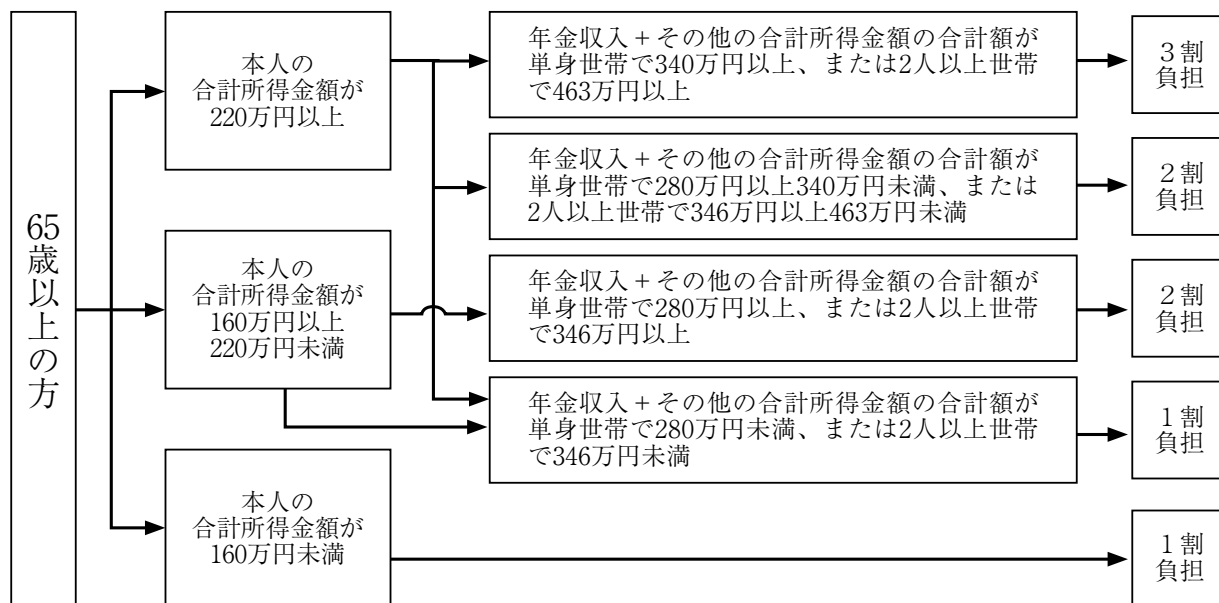 65歳以上の方
本人の
合計所得金額が
220万円以上
年金収入+その他の合計所得金額の合計額が
単身世帯で340万円以上、または2人以上世帯
で463万円以上
3割
負担
年金収入+その他の合計所得金額の合計額が
単身世帯で280万円以上340万円未満、または
2人以上世帯で346万円以上463万円未満
2割
負担
本人の
合計所得金額が
160万円以上
220万円未満
年金収入+その他の合計所得金額の合計額が
単身世帯で280万円以上、または2人以上世帯
で346万円以上
2割
負担
年金収入+その他の合計所得金額の合計額が
単身世帯で280万円未満、または2人以上世帯
で346万円未満
1割
負担
本人の
合計所得金額が
160万円未満
1割
負担